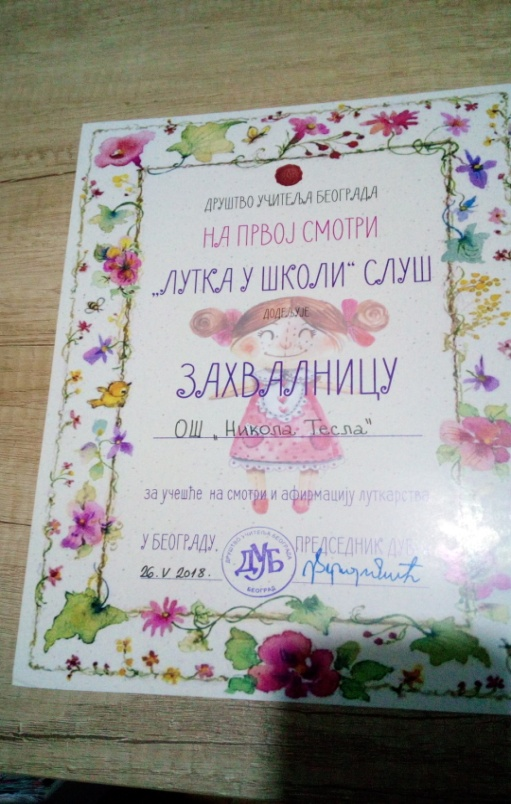 ДРУШТВО УЧИТЕЉА БЕОГРАДА
НА ПРВОЈ СМОТРИ
„ЛУТКА У ШКОЛИ“ СЛУШ
ДОДЕЉУЈЕ
ЗАХВАЛНИЦУ
ОШ „Никола Тесла“
за учешће на смотри и афирмацију луткарства
У БЕОГРАДУ, ПРЕДСЕДНИК ДУБ
26. V 2018.
ДРУШТВО УЧИТЕЉА БЕОГРАДА
ДУБ
БЕОГРАД